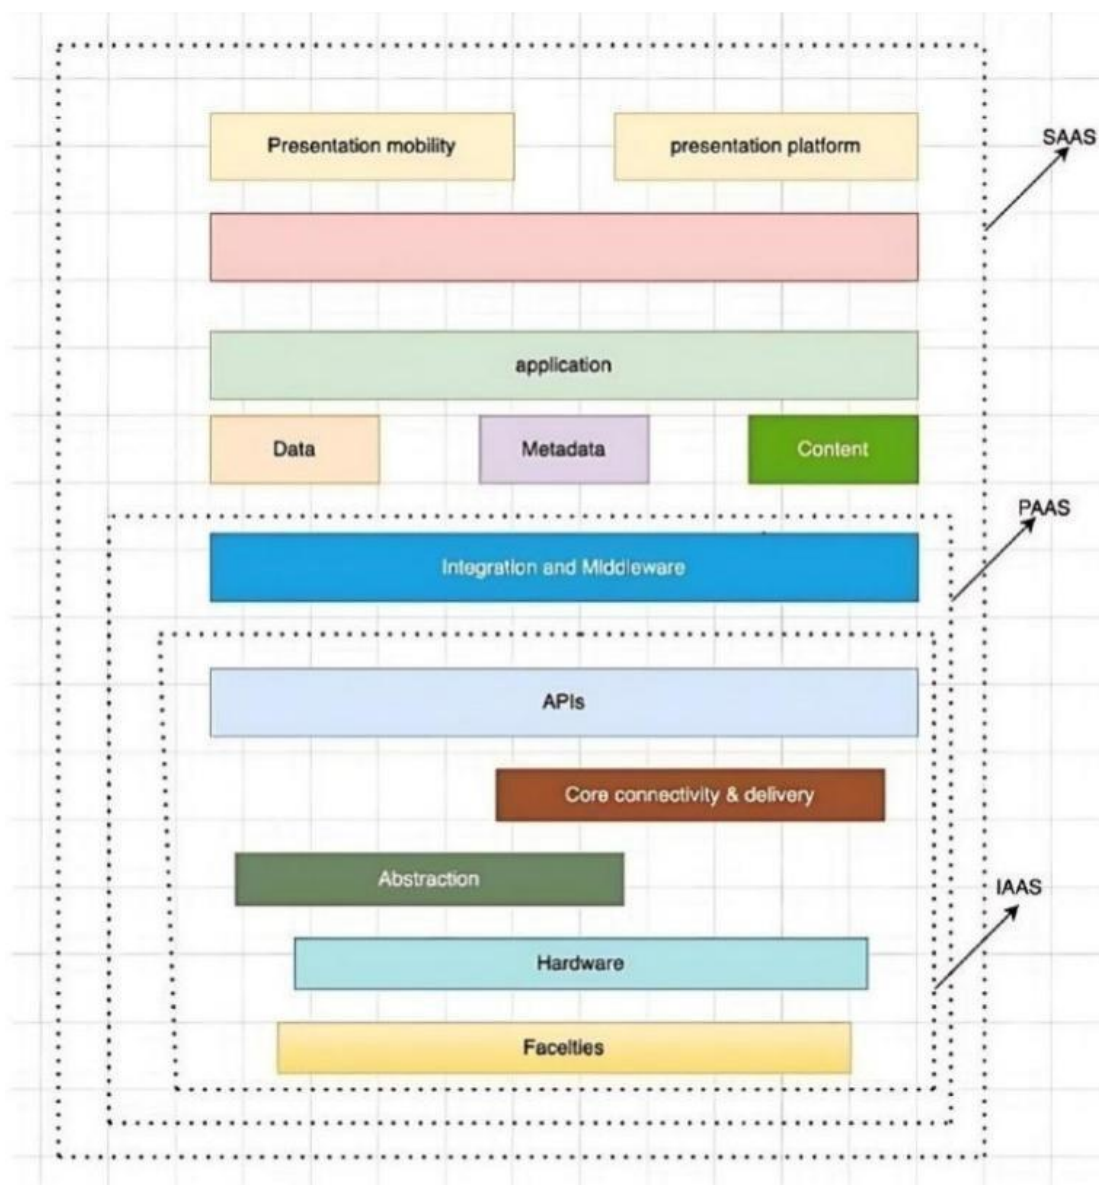 Presentation mobility
presentation platform
SAAS
application
Data
Metadata
Content
PAAS
Integration and Middleware
APIs
Core connectivity & delivery
Abstraction
IAAS
Hardware
Facelties